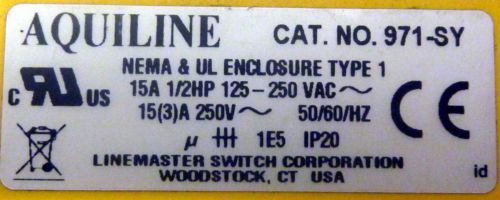 AQUILINE CAT. NO. 971-SY
NEMA & UL ENCLOSURE TYPE 1
C RU US 15A 1/2HP 125-250 VAC~ CE
15(3)A 250V⎓ 50/60/HZ
µ 1E5 IP20
LINEMASTER SWITCH CORPORATION
WOODSTOCK, CT USA
id